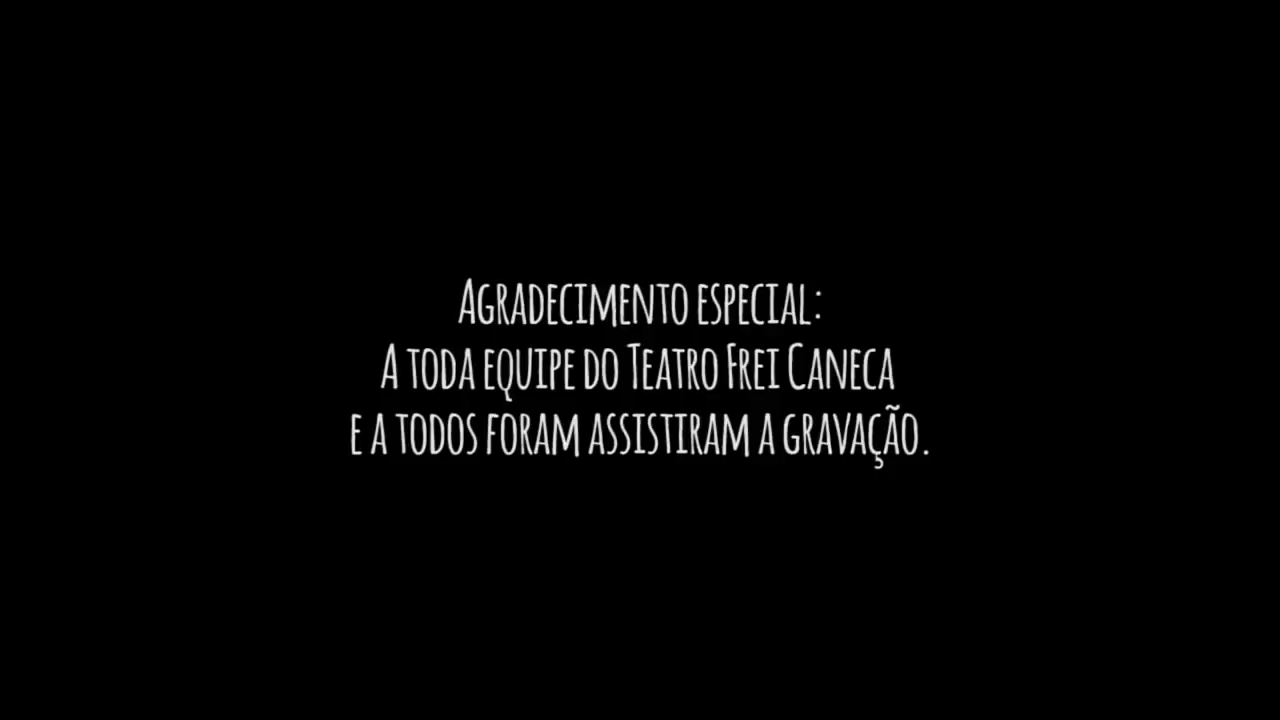 Agradecimento especial:
A toda equipe do Teatro Frei Caneca
e a todos foram assistiram a gravação.